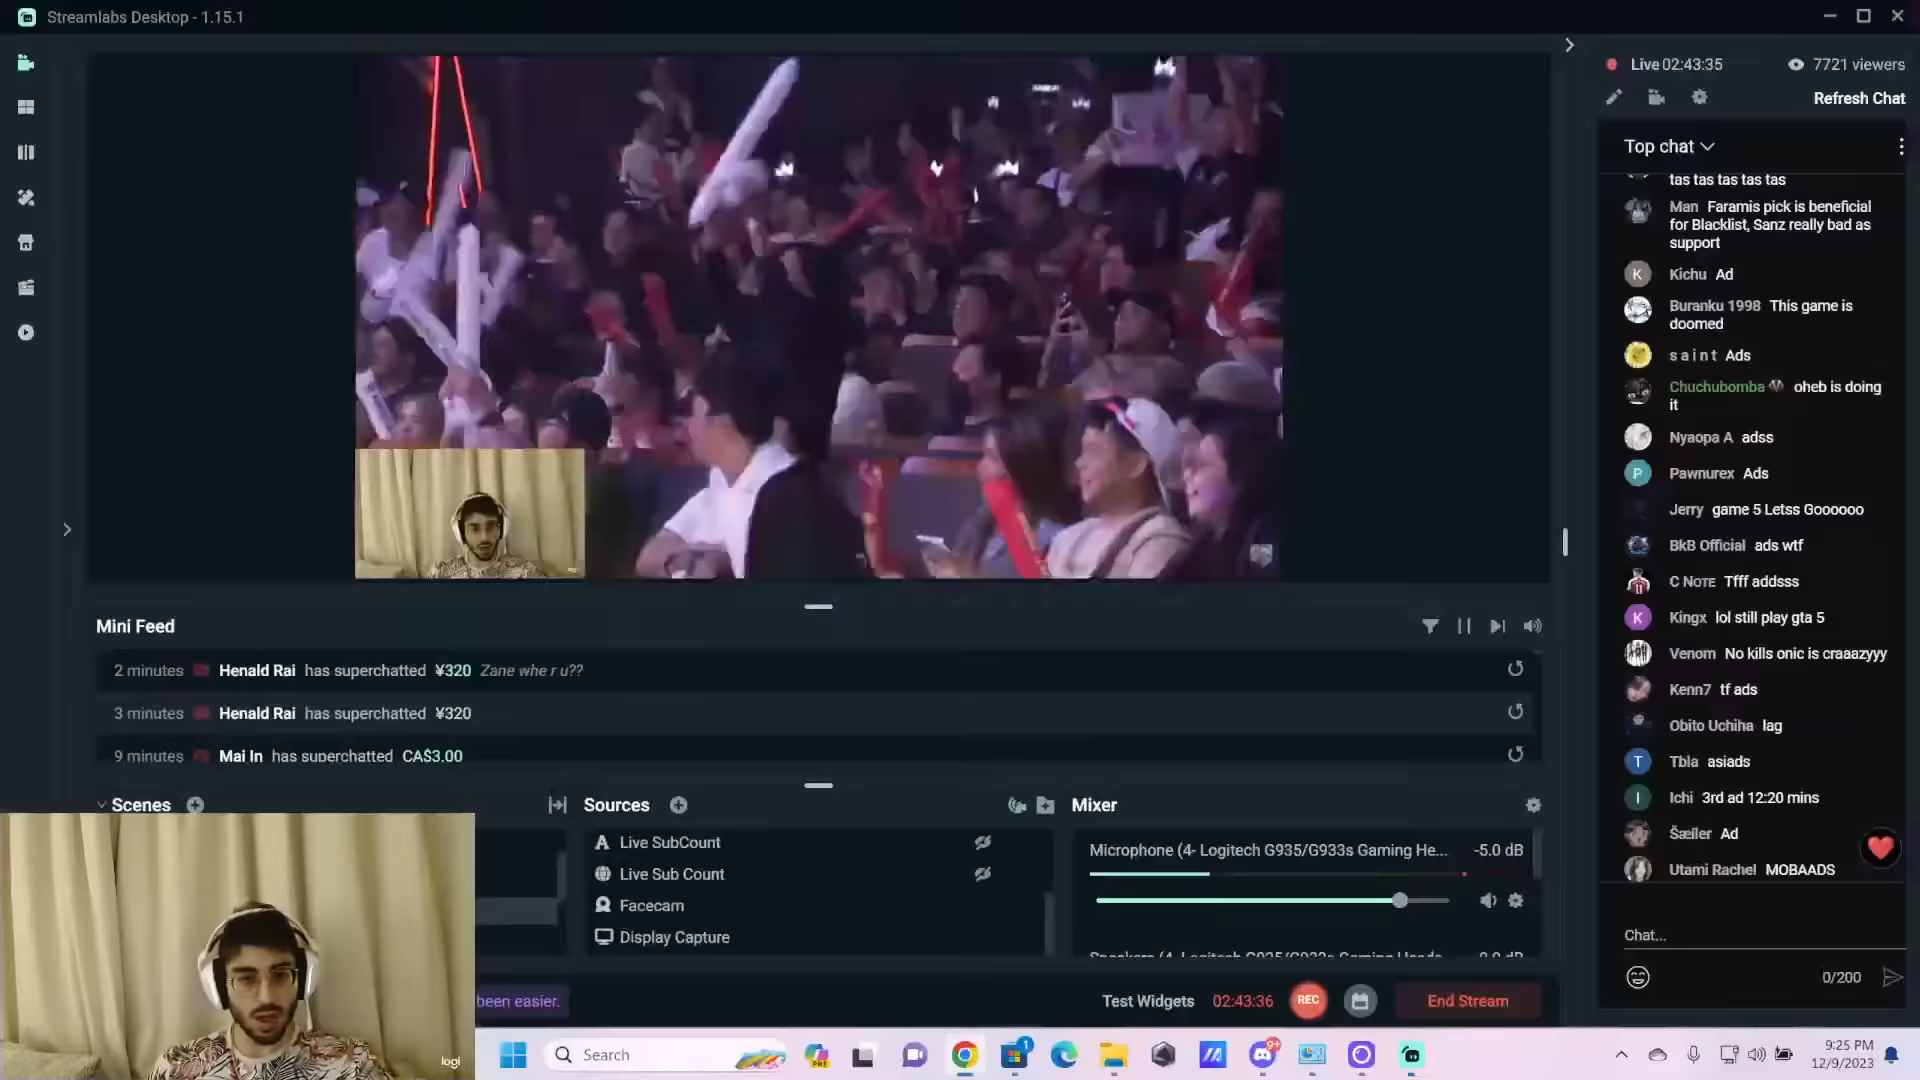 Streamlabs Desktop - 1.15.1
Live 02:43:35
7721 viewers
Refresh Chat
Top chat
tas tas tas tas tas
Man Faramis pick is beneficial
for Blacklist, Sanz really bad as
support
K Kichu Ad
Buranku 1998 This game is
doomed
s a i n t Ads
Chuchubomba oheb is doing
it
Nyaopa A adss
P Pawnurex Ads
Jerry game 5 Letss Goooooo
BkB Official ads wtf
C NOTE Tfff addsss
K Kingx lol still play gta 5
Venom No kills onic is craaazyyy
Kenn7 tf ads
Obito Uchiha lag
T Tbla asiads
I Ichi 3rd ad 12:20 mins
Šæíler Ad
Utami Rachel MOBAADS
Chat...
0/200
Mini Feed
2 minutes Henald Rai has superchatted ¥320 Zane whe r u??
3 minutes Henald Rai has superchatted ¥320
9 minutes Mai In has superchatted CA$3.00
Scenes
Sources
Live SubCount
Live Sub Count
Facecam
Display Capture
Mixer
Microphone (4- Logitech G935/G933s Gaming He... -5.0 dB
been easier.
Test Widgets 02:43:36 REC End Stream
logi
Search
PRE
1
9+
9:25 PM
12/9/2023